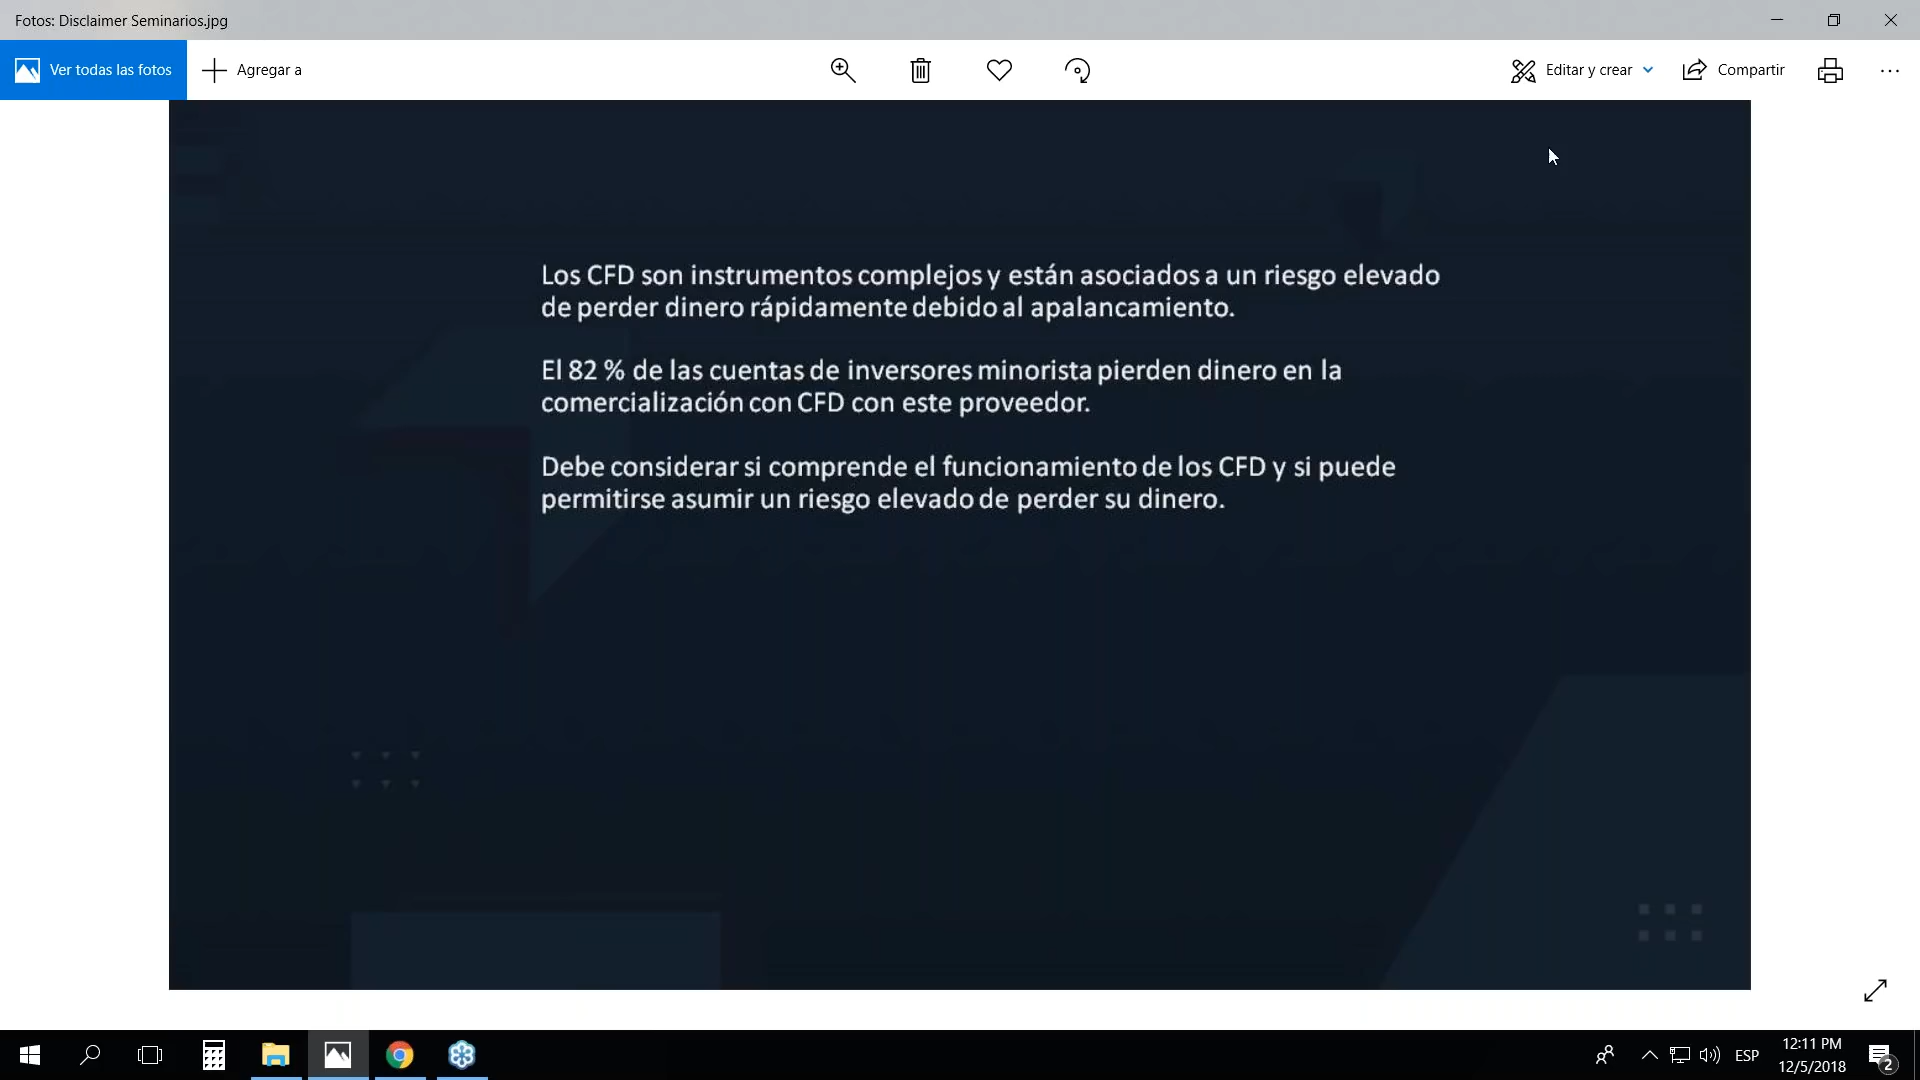 Fotos: Disclaimer Seminarios.jpg
Ver todas las fotos
Agregar a
Editar y crear
Compartir
Los CFD son instrumentos complejos y están asociados a un riesgo elevado
de perder dinero rápidamente debido al apalancamiento.
El 82 % de las cuentas de inversores minorista pierden dinero en la
comercialización con CFD con este proveedor.
Debe considerar si comprende el funcionamiento de los CFD y si puede
permitirse asumir un riesgo elevado de perder su dinero.
ESP
12:11 PM
12/5/2018
2